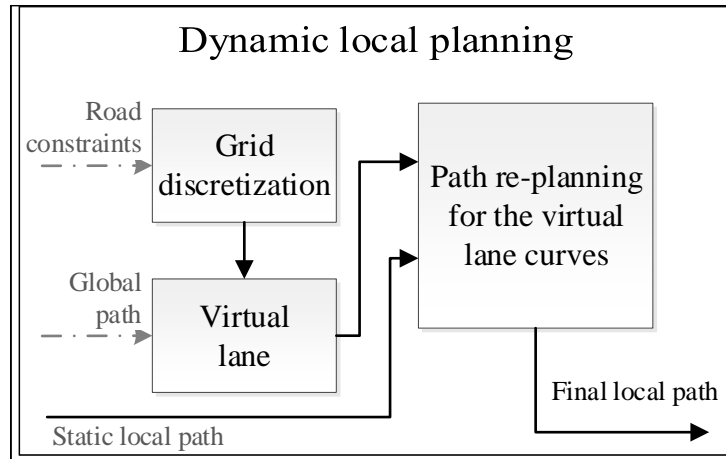 Dynamic local planning
Road
constraints
Grid
discretization
Path re-planning
for the virtual
lane curves
Global
path
Virtual
lane
Final local path
Static local path